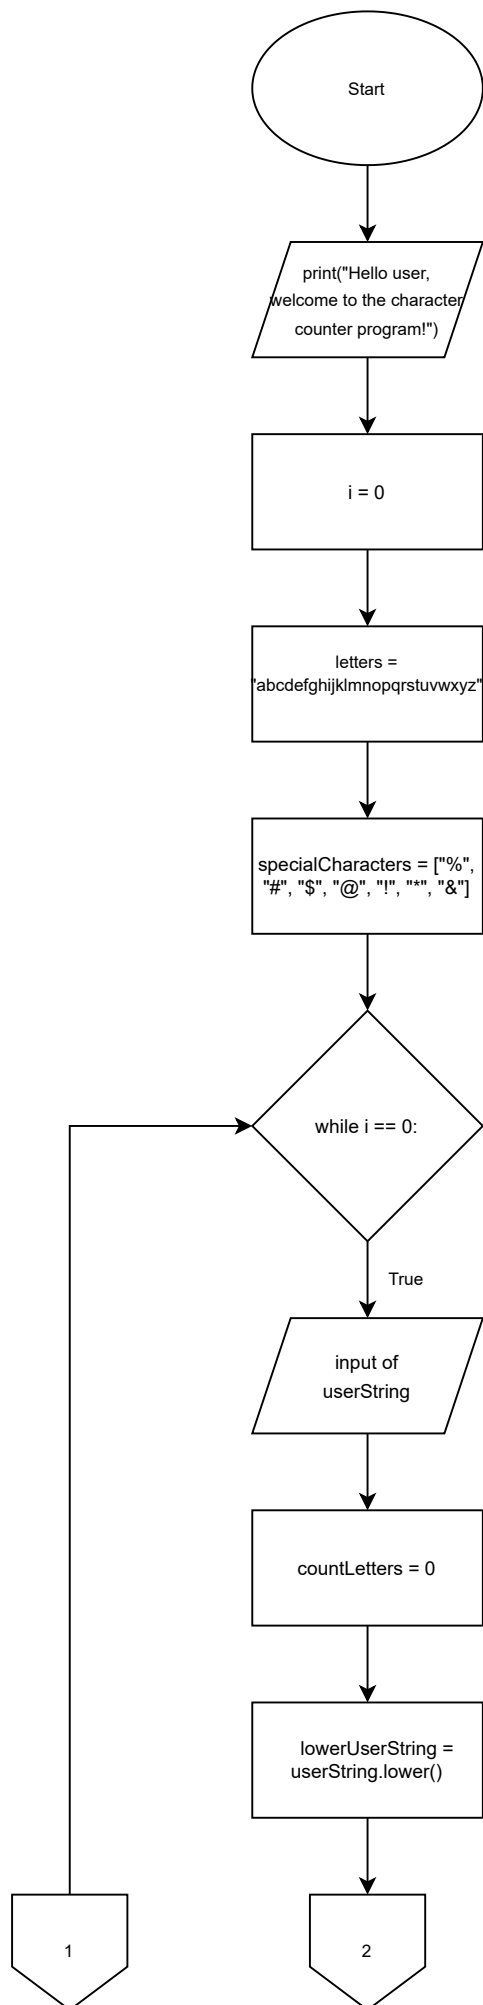 Start
print("Hello user,
welcome to the character
counter program!")
i = 0
letters =
"abcdefghijklmnopqrstuvwxyz"
specialCharacters = ["%",
"#", "$", "@", "!", "*", "&"]
while i == 0:
True
input of
userString
countLetters = 0
lowerUserString =
userString.lower()
1
2